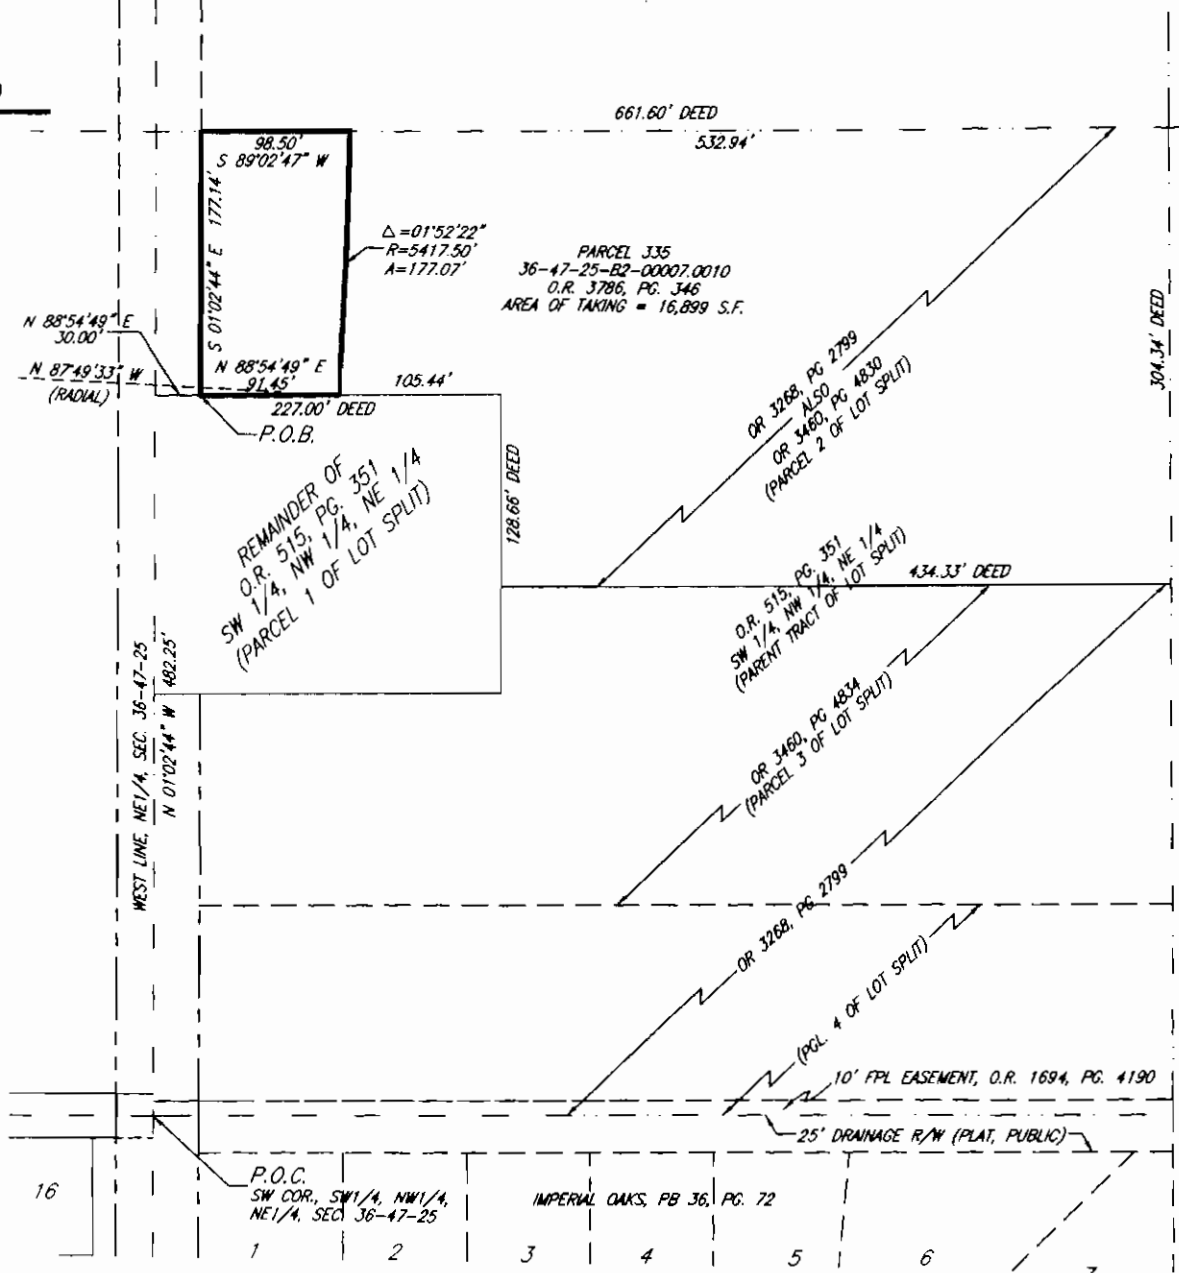 661.60' DEED
532.94'
98.50'
S 89°02'47" W
S 01°02'44" E 177.14'
Δ =01°52'22"
R=5417.50'
A=177.07'
PARCEL 335
36-47-25-B2-00007.0010
O.R. 3786, PG. 346
AREA OF TAKING = 16,899 S.F.
304.34' DEED
N 88°54'49" E
30.00'
N 87°49'33" W
(RADIAL)
N 88°54'49" E
91.45'
105.44'
227.00' DEED
P.O.B.
OR 3268, PG 2799
ALSO
OR 3460, PG 4830
(PARCEL 2 OF LOT SPLIT)
REMAINDER OF
O.R. 515, PG. 351
SW 1/4, NW 1/4, NE 1/4
(PARCEL 1 OF LOT SPLIT)
128.66' DEED
O.R. 515, PG. 351
SW 1/4, NW 1/4, NE 1/4
(PARENT TRACT OF LOT SPLIT)
434.33' DEED
WEST LINE, NE1/4, SEC. 36-47-25
N 01°02'44" W 482.25'
OR 3460, PG 4834
(PARCEL 3 OF LOT SPLIT)
OR 3268, PG 2799
(PCL. 4 OF LOT SPLIT)
10' FPL EASEMENT, O.R. 1694, PG. 4190
25' DRAINAGE R/W (PLAT, PUBLIC)
P.O.C.
SW COR., SW1/4, NW1/4,
NE1/4, SEC 36-47-25
IMPERIAL OAKS, PB 36, PG. 72
16
1
2
3
4
5
6